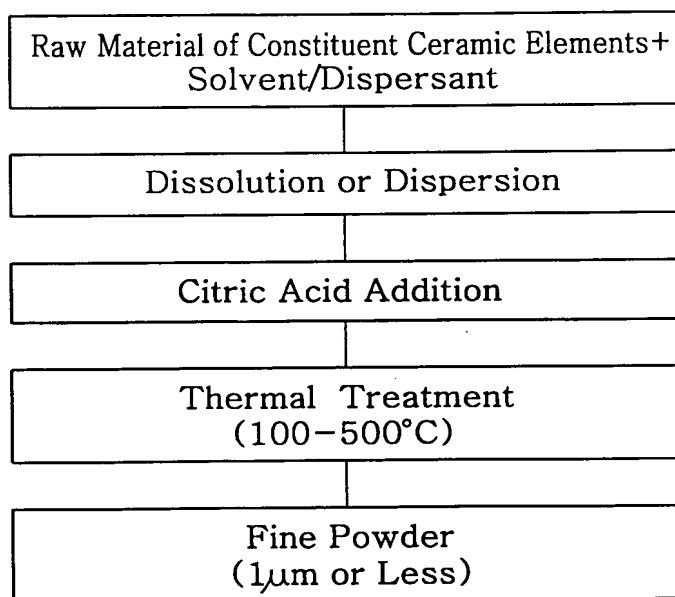 Raw Material of Constituent Ceramic Elements+
Solvent/Dispersant
Dissolution or Dispersion
Citric Acid Addition
Thermal Treatment
(100-500°C)
Fine Powder
(1μm or Less)